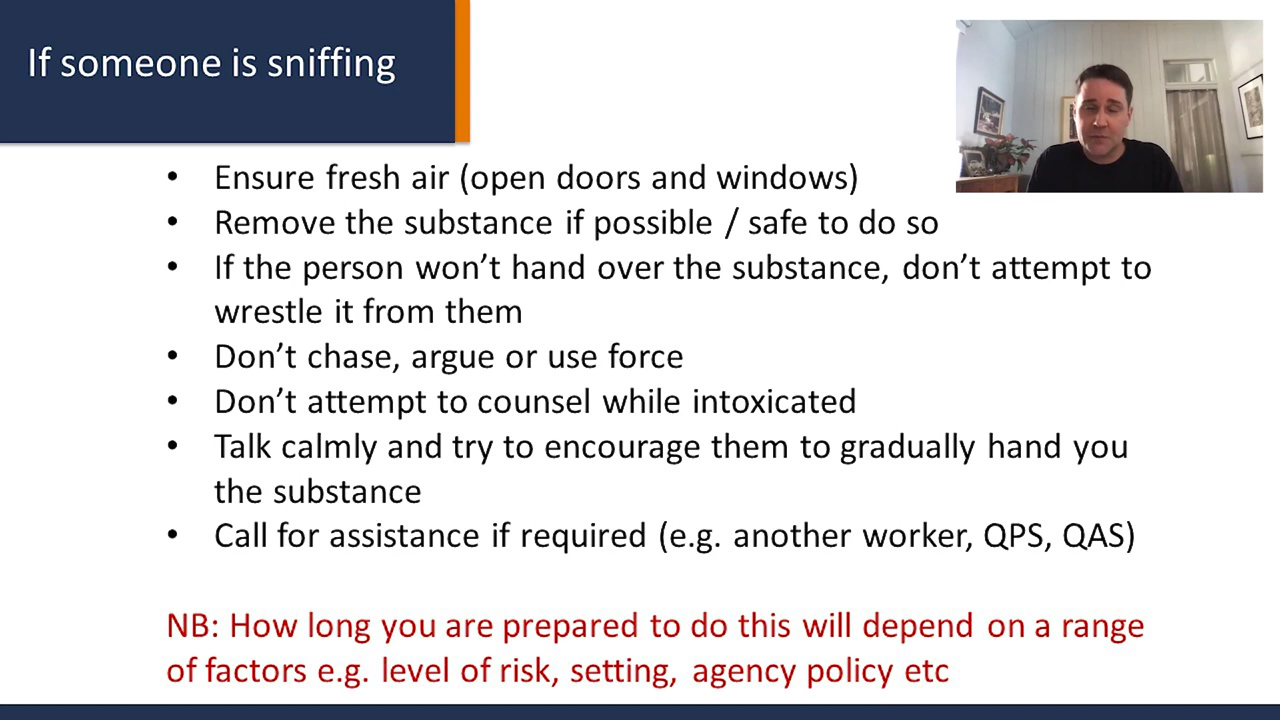 If someone is sniffing
• Ensure fresh air (open doors and windows)
• Remove the substance if possible / safe to do so
• If the person won’t hand over the substance, don’t attempt to
wrestle it from them
• Don’t chase, argue or use force
• Don’t attempt to counsel while intoxicated
• Talk calmly and try to encourage them to gradually hand you
the substance
• Call for assistance if required (e.g. another worker, QPS, QAS)
NB: How long you are prepared to do this will depend on a range
of factors e.g. level of risk, setting, agency policy etc